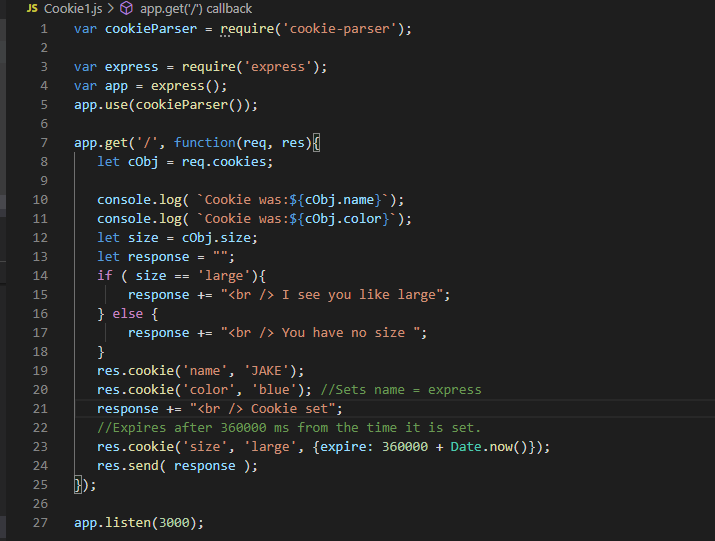 JS Cookie1.js > app.get('/') callback
1 var cookieParser = require('cookie-parser');
2
3 var express = require('express');
4 var app = express();
5 app.use(cookieParser());
6
7 app.get('/', function(req, res){
8 let cObj = req.cookies;
9
10 console.log( `Cookie was:${cObj.name}`);
11 console.log( `Cookie was:${cObj.color}`);
12 let size = cObj.size;
13 let response = "";
14 if ( size == 'large'){
15 response += "<br /> I see you like large";
16 } else {
17 response += "<br /> You have no size ";
18 }
19 res.cookie('name', 'JAKE');
20 res.cookie('color', 'blue'); //Sets name = express
21 response += "<br /> Cookie set";
22 //Expires after 360000 ms from the time it is set.
23 res.cookie('size', 'large', {expire: 360000 + Date.now()});
24 res.send( response );
25 });
26
27 app.listen(3000);